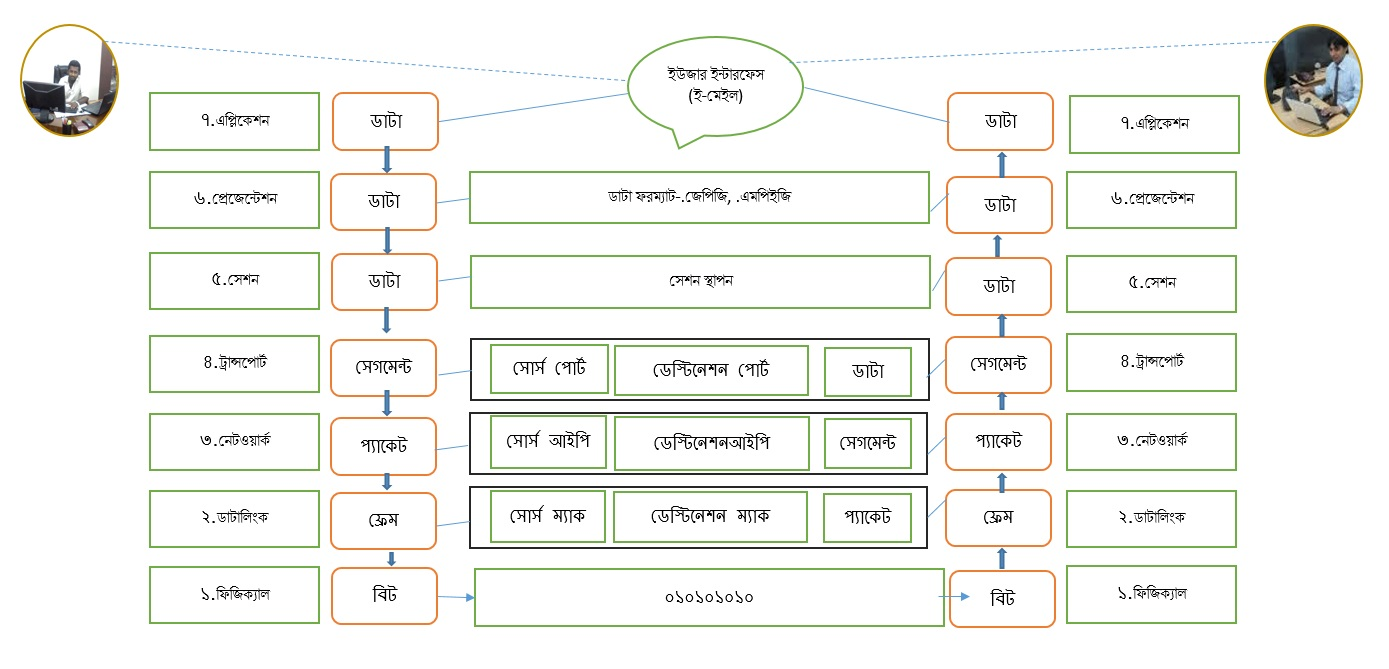 ইউজার ইন্টারফেস
(ই-মেইল)
৭.এপ্লিকেশন
ডাটা
ডাটা
৭.এপ্লিকেশন
৬.প্রেজেন্টেশন
ডাটা
ডাটা ফরম্যাট-.জেপিজি, .এমপিইজি
ডাটা
৬.প্রেজেন্টেশন
৫.সেশন
ডাটা
সেশন স্থাপন
ডাটা
৫.সেশন
৪.ট্রান্সপোর্ট
সেগমেন্ট
সোর্স পোর্ট
ডেস্টিনেশন পোর্ট
ডাটা
সেগমেন্ট
৪.ট্রান্সপোর্ট
৩.নেটওয়ার্ক
প্যাকেট
সোর্স আইপি
ডেস্টিনেশনআইপি
সেগমেন্ট
প্যাকেট
৩.নেটওয়ার্ক
২.ডাটালিংক
ফ্রেম
সোর্স ম্যাক
ডেস্টিনেশন ম্যাক
প্যাকেট
ফ্রেম
২.ডাটালিংক
১.ফিজিক্যাল
বিট
০১০১০১০১০
বিট
১.ফিজিক্যাল